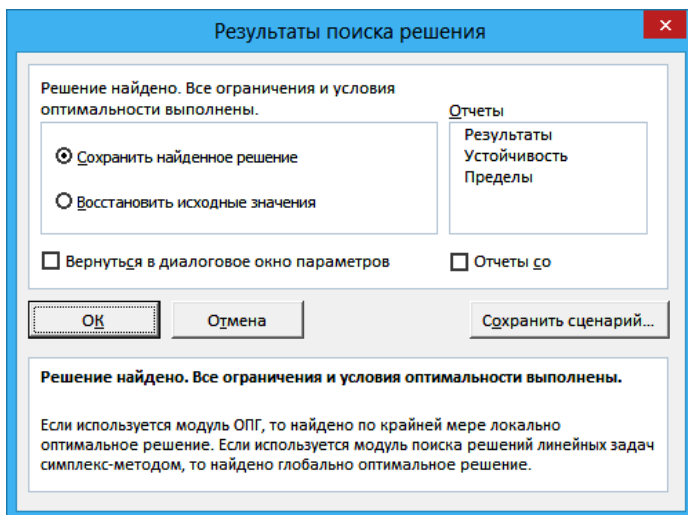 Результаты поиска решения
Решение найдено. Все ограничения и условия
оптимальности выполнены.
Отчеты
Сохранить найденное решение
Восстановить исходные значения
Результаты
Устойчивость
Пределы
Вернуться в диалоговое окно параметров
Отчеты со
ОК
Отмена
Сохранить сценарий...
Решение найдено. Все ограничения и условия оптимальности выполнены.
Если используется модуль ОПГ, то найдено по крайней мере локально
оптимальное решение. Если используется модуль поиска решений линейных задач
симплекс-методом, то найдено глобально оптимальное решение.